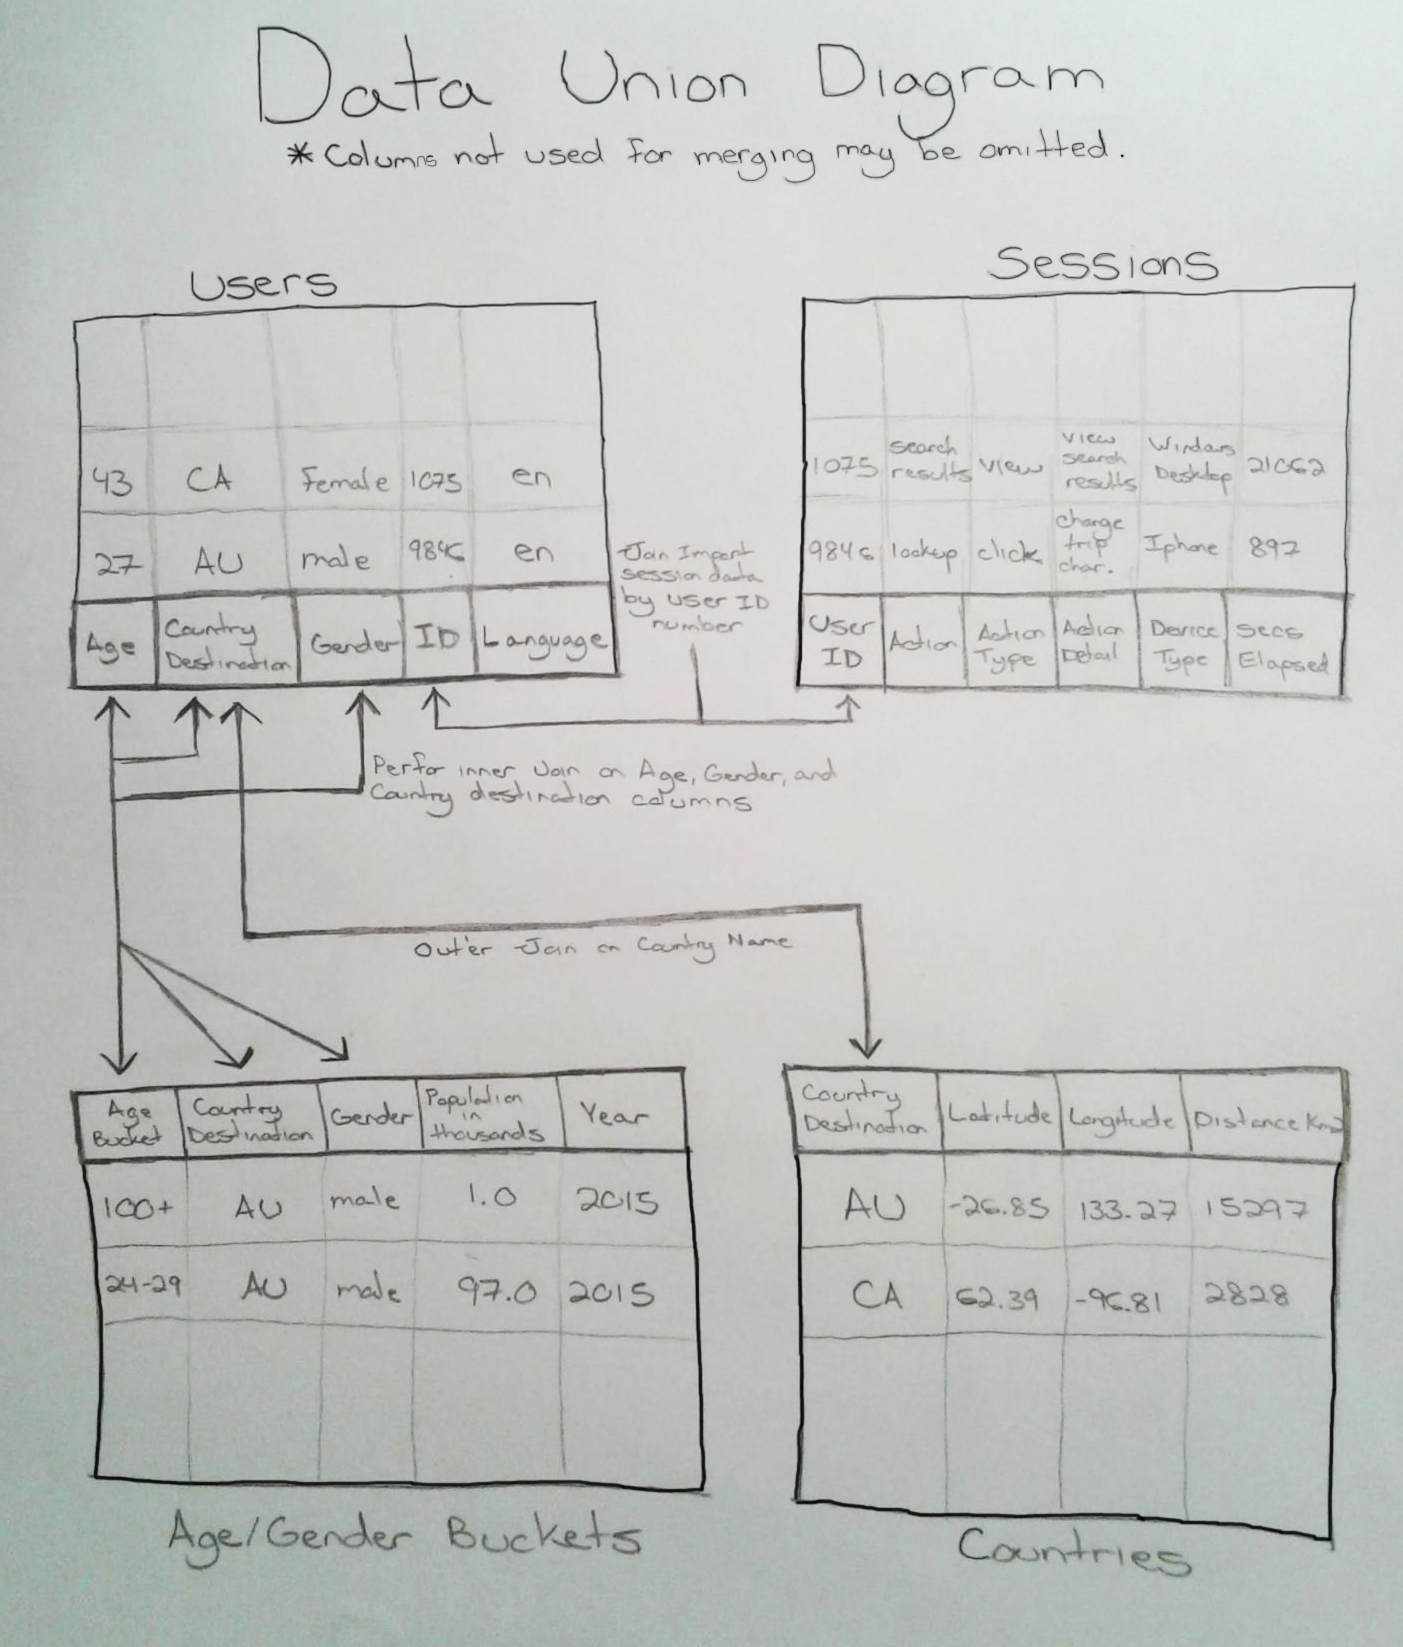 Data Union Diagram
* Columns not used for merging may be omitted.
Users
43 CA Female 1075 en
27 AU male 9846 en
Age Country Destination Gender ID Language
Sessions
1075 search results view view search results Windows Desktop 21062
9846 lookup click change trip char. Iphone 897
User ID Action Action Type Action Detail Device Type Secs Elapsed
Join Import
session data
by user ID
number
Perfor inner Join on Age, Gender, and
Country destination columns
Outer Join on Country Name
Age Bucket Country Destination Gender Population in thousands Year
100+ AU male 1.0 2015
24-29 AU male 97.0 2015
Age/Gender Buckets
Country Destination Latitude Longitude Distance Km2
AU -26.85 133.27 15297
CA 62.39 -96.81 2828
Countries